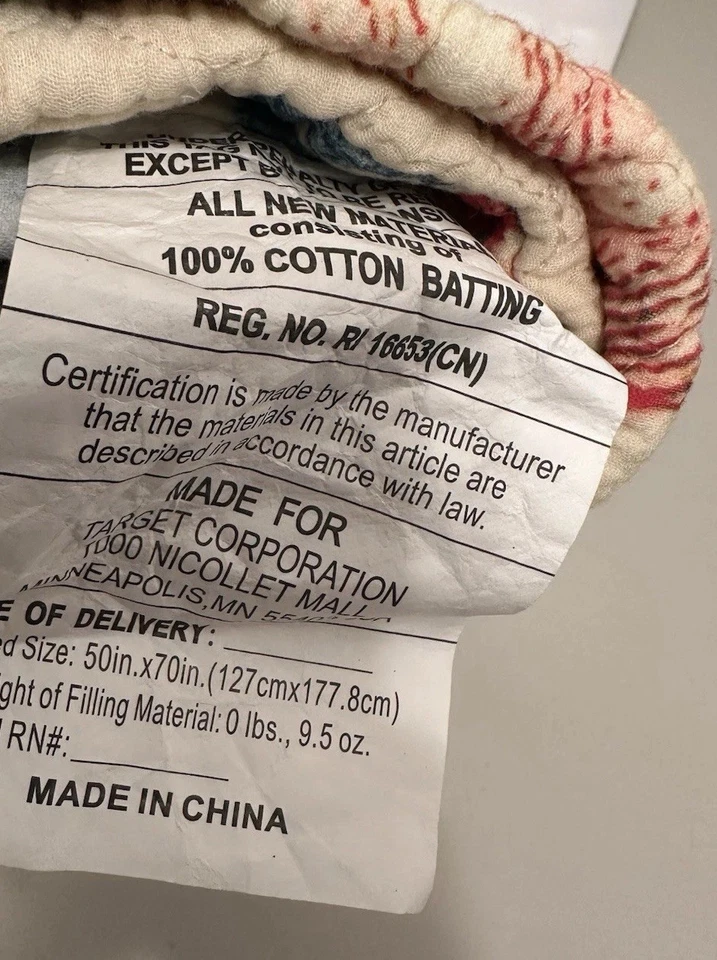 EXCEPT
ALL NEW MATERIA
consisting of
100% COTTON BATTING
REG. NO. R/ 16653(CN)
Certification is made by the manufacturer
that the materials in this article are
described in accordance with law.
MADE FOR
TARGET CORPORATION
1000 NICOLLET MALL
MINNEAPOLIS,MN
E OF DELIVERY:
ed Size: 50in.x70in.(127cmx177.8cm)
ght of Filling Material: 0 lbs., 9.5 oz.
RN#:
MADE IN CHINA